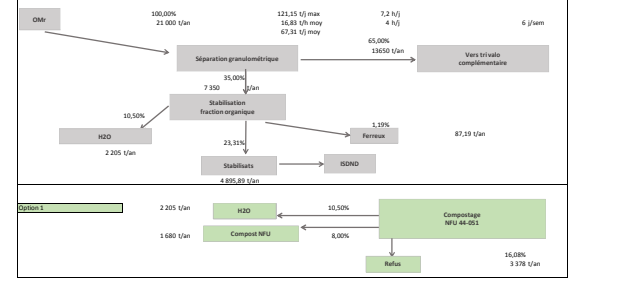 OMr
100,00%
21 000 t/an
121,15 t/j max
16,83 t/h moy
67,31 t/j moy
7,2 h/j
4 h/j
6 j/sem
Séparation granulométrique
65,00%
13650 t/an
Vers tri valo
complémentaire
35,00%
7 350 t/an
Stabilisation
fraction organique
10,50%
H2O
2 205 t/an
1,19%
Ferreux
87,19 t/an
23,31%
Stabilisats
ISDND
4 895,89 t/an
Option 1
2 205 t/an
H2O
10,50%
Compostage
NFU 44-051
1 680 t/an
Compost NFU
8,00%
Refus
16,08%
3 378 t/an